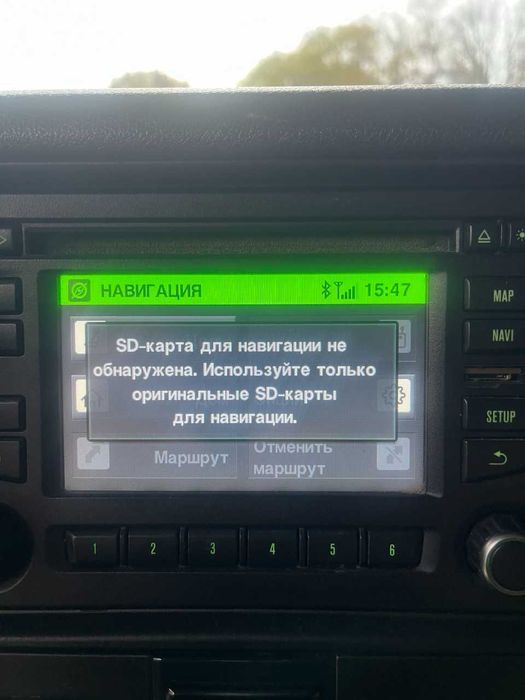 НАВИГАЦИЯ 15:47
SD-карта для навигации не
обнаружена. Используйте только
оригинальные SD-карты
для навигации.
Маршрут
Отменить
маршрут
MAP
NAVI
SETUP
1 2 3 4 5 6